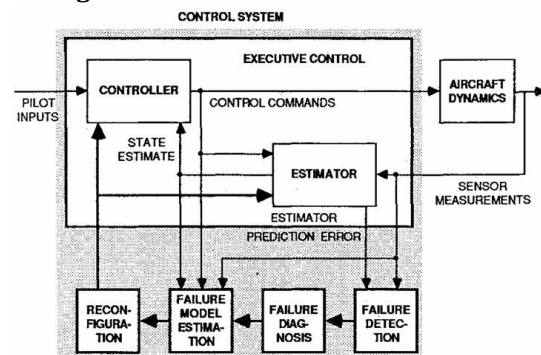 CONTROL SYSTEM
EXECUTIVE CONTROL
CONTROLLER
AIRCRAFT
DYNAMICS
PILOT
INPUTS
CONTROL COMMANDS
STATE
ESTIMATE
ESTIMATOR
SENSOR
MEASUREMENTS
ESTIMATOR
PREDICTION ERROR
RECON-
FIGURA-
TION
FAILURE
MODEL
ESTIMA-
TION
FAILURE
DIAG-
NOSIS
FAILURE
DETEC-
TION